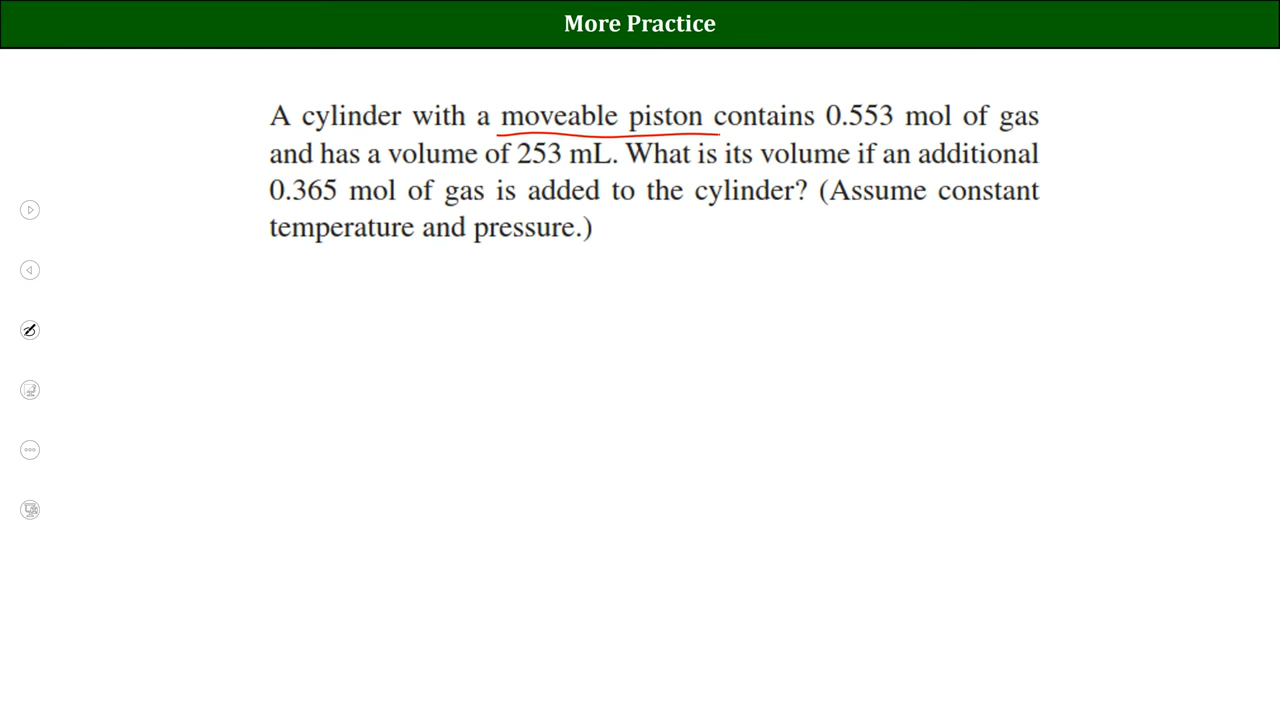 More Practice
A cylinder with a moveable piston contains 0.553 mol of gas
and has a volume of 253 mL. What is its volume if an additional
0.365 mol of gas is added to the cylinder? (Assume constant
temperature and pressure.)